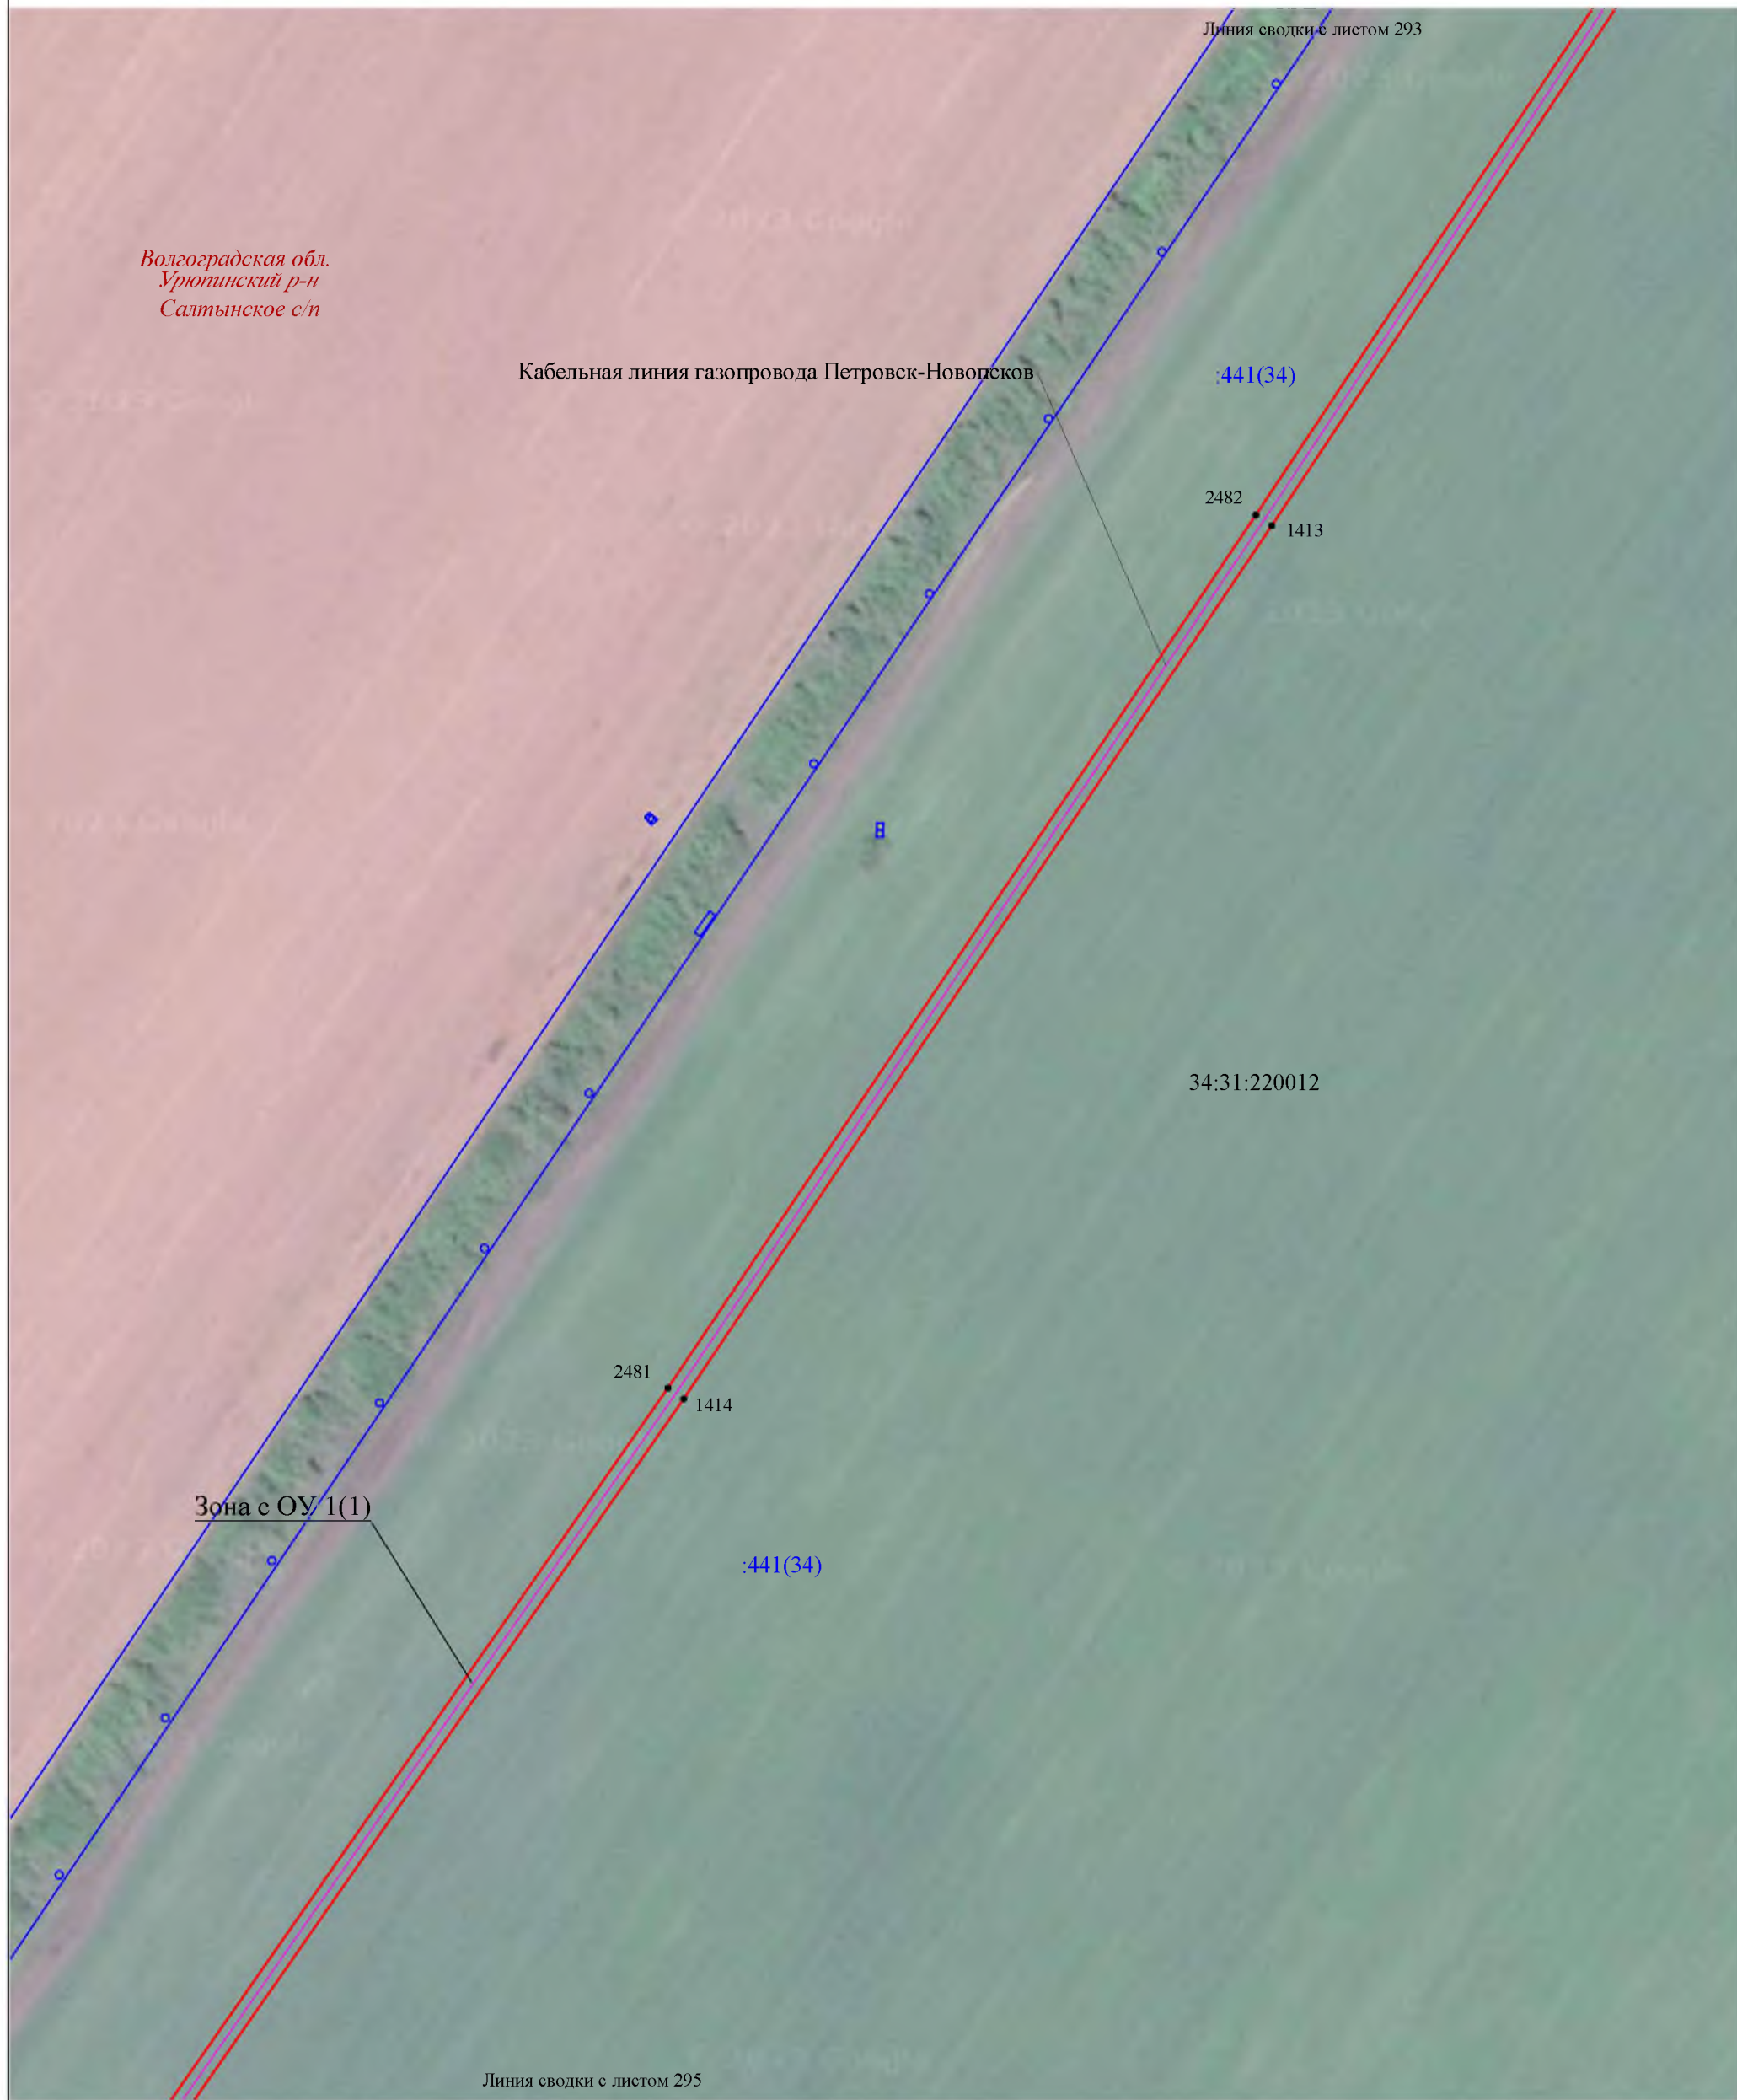 Линия сводки с листом 293
Волгоградская обл.
Урюпинский р-н
Салтынское с/п
Кабельная линия газопровода Петровск-Новопсков
:441(34)
2482
1413
34:31:220012
2481
1414
Зона с ОУ 1(1)
:441(34)
Линия сводки с листом 295